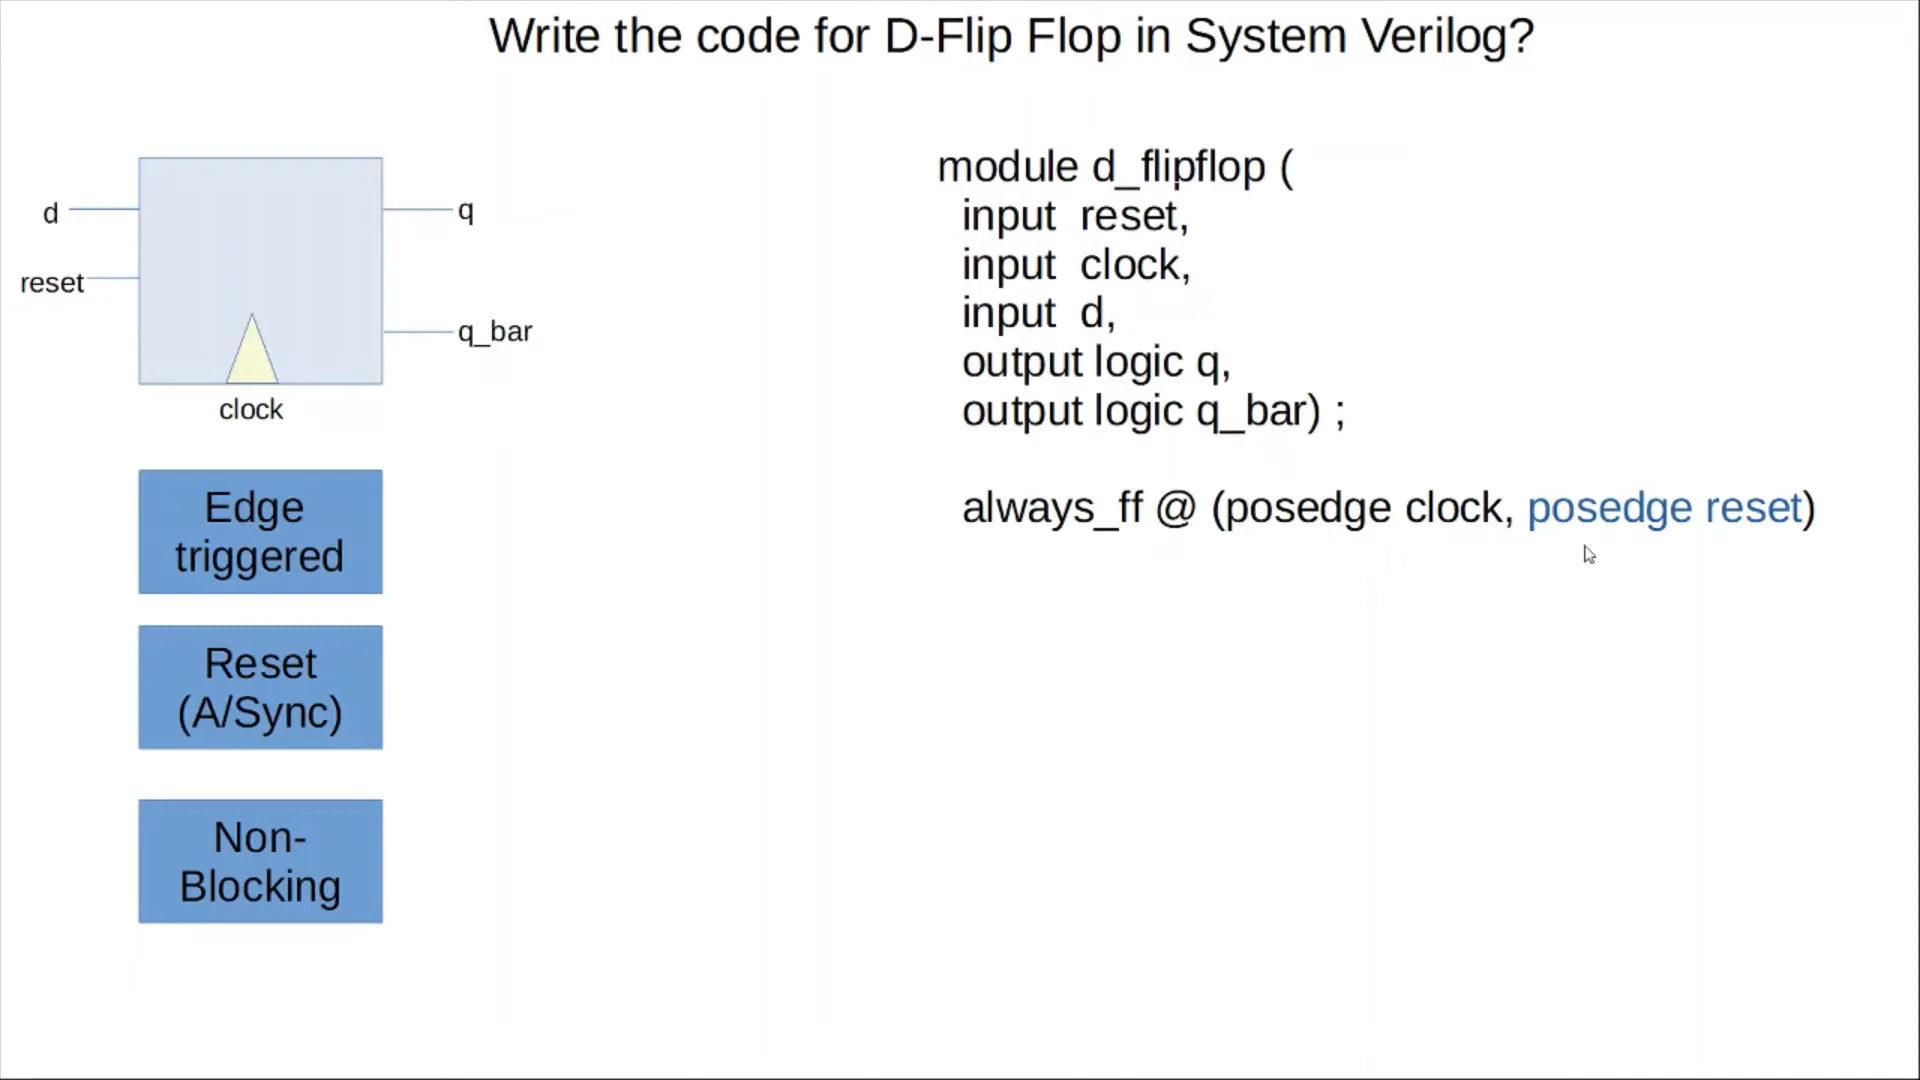 Write the code for D-Flip Flop in System Verilog?
d
reset
q
q_bar
clock
Edge
triggered
Reset
(A/Sync)
Non-
Blocking
module d_flipflop (
input reset,
input clock,
input d,
output logic q,
output logic q_bar) ;
always_ff @ (posedge clock, posedge reset)